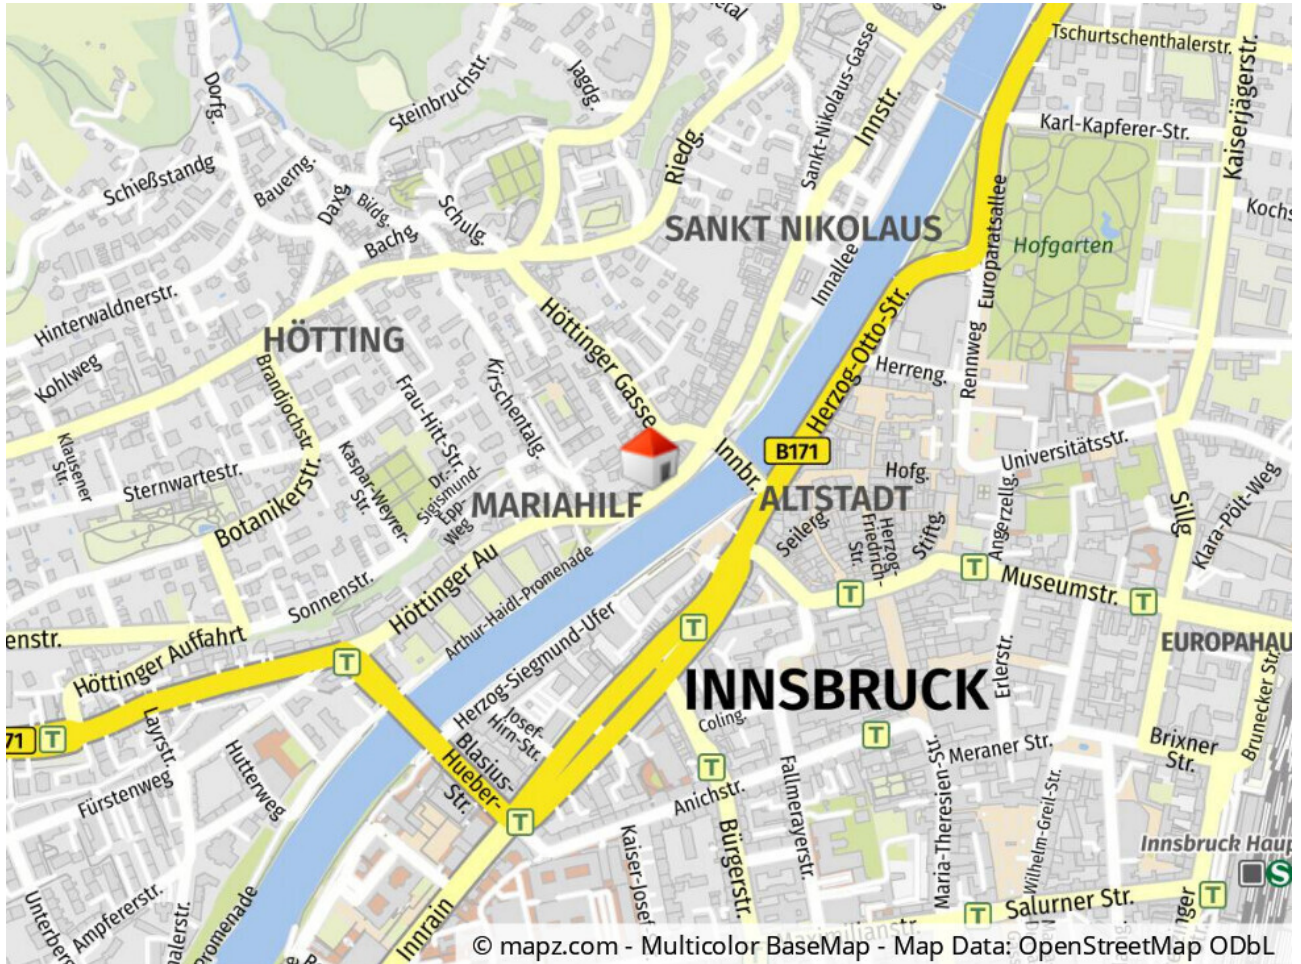 etal
Tschurtschenthalerstr.
Dorfg.
Steinbruchstr.
Jagdg.
Sankt-Nikolaus-Gasse
Innstr.
Kaiserjägerstr.
Karl-Kapferer-Str.
Riedg.
Schießstandg
Bauerng.
Daxg
Bildg.
Schulg.
Bachg.
Europaratsallee
Kochs
SANKT NIKOLAUS
Hofgarten
Innallee
Hinterwaldnerstr.
HÖTTING
Höttinger Gasse
Herzog-Otto-Str.
Rennweg
Herreng.
Kohlweg
Brandjochstr.
Frau-Hitt-Str.
Kirschentalg
Klausener
Str.
Sternwartestr.
Kaspar-Weyrer-
Str.
Dr.-
Sigismund-
Epp-
Weg
Botanikerstr.
MARIAHILF
Innbr.
B171
ALTSTADT
Hofg.
Universitätsstr.
Angerzellg.
Sillg
Klara-Pölt-Weg
Seilerg.
Herzog-
Friedrich-
Str.
Stiftg.
T
Museumstr.
T
T
Sonnenstr.
Höttinger Au
Arthur-Haidl-Promenade
Herzog-Siegmund-Ufer
T
enstr.
Höttinger Auffahrt
T
EUROPAHAU
Erlerstr.
Brunecker Str.
INNSBRUCK
71
T
Layrstr.
Josef-
Hirn-Str.
Coling.
T
Meraner Str.
Brixner
Str.
Hutterweg
Fürstenweg
Blasius-
Hueber-
Str.
T
Anichstr.
T
Fallmerayerstr.
Maria-Theresien-Str.
Wilhelm-Greil-Str.
Innsbruck Haup
S
Bürgerstr.
Kaiser-Josef
Unterberg
Ampfererstr.
Promenade
Innrain
Maximilianstr.
T
Salurner Str.
T
© mapz.com - Multicolor BaseMap - Map Data: OpenStreetMap ODbL